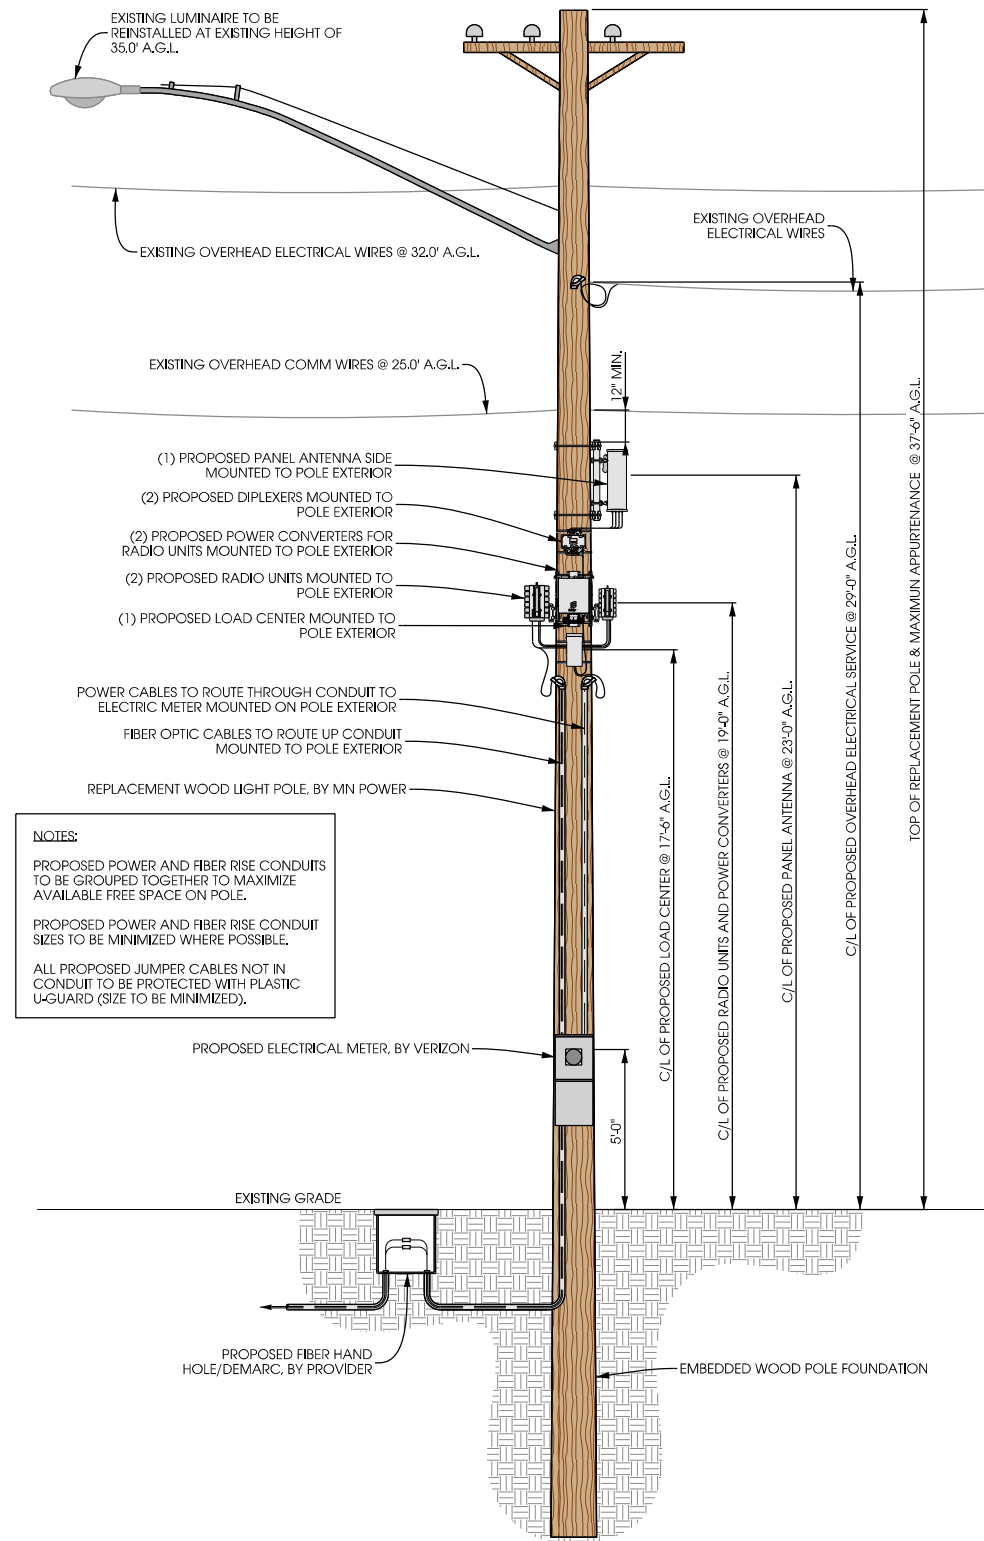 EXISTING LUMINAIRE TO BE
REINSTALLED AT EXISTING HEIGHT OF
35.0' A.G.L.
EXISTING OVERHEAD
ELECTRICAL WIRES
EXISTING OVERHEAD ELECTRICAL WIRES @ 32.0' A.G.L.
EXISTING OVERHEAD COMM WIRES @ 25.0' A.G.L.
12" MIN.
(1) PROPOSED PANEL ANTENNA SIDE
MOUNTED TO POLE EXTERIOR
(2) PROPOSED DIPLEXERS MOUNTED TO
POLE EXTERIOR
(2) PROPOSED POWER CONVERTERS FOR
RADIO UNITS MOUNTED TO POLE EXTERIOR
(2) PROPOSED RADIO UNITS MOUNTED TO
POLE EXTERIOR
(1) PROPOSED LOAD CENTER MOUNTED TO
POLE EXTERIOR
POWER CABLES TO ROUTE THROUGH CONDUIT TO
ELECTRIC METER MOUNTED ON POLE EXTERIOR
FIBER OPTIC CABLES TO ROUTE UP CONDUIT
MOUNTED TO POLE EXTERIOR
REPLACEMENT WOOD LIGHT POLE, BY MN POWER
NOTES:
PROPOSED POWER AND FIBER RISE CONDUITS
TO BE GROUPED TOGETHER TO MAXIMIZE
AVAILABLE FREE SPACE ON POLE.
PROPOSED POWER AND FIBER RISE CONDUIT
SIZES TO BE MINIMIZED WHERE POSSIBLE.
ALL PROPOSED JUMPER CABLES NOT IN
CONDUIT TO BE PROTECTED WITH PLASTIC
U-GUARD (SIZE TO BE MINIMIZED).
PROPOSED ELECTRICAL METER, BY VERIZON
5'-0"
C/L OF PROPOSED LOAD CENTER @ 17'-6" A.G.L.
C/L OF PROPOSED RADIO UNITS AND POWER CONVERTERS @ 19'-0" A.G.L.
C/L OF PROPOSED PANEL ANTENNA @ 23'-0" A.G.L.
C/L OF PROPOSED OVERHEAD ELECTRICAL SERVICE @ 29'-0" A.G.L.
TOP OF REPLACEMENT POLE & MAXIMUN APPURTENANCE @ 37'-6" A.G.L.
EXISTING GRADE
PROPOSED FIBER HAND
HOLE/DEMARC, BY PROVIDER
EMBEDDED WOOD POLE FOUNDATION